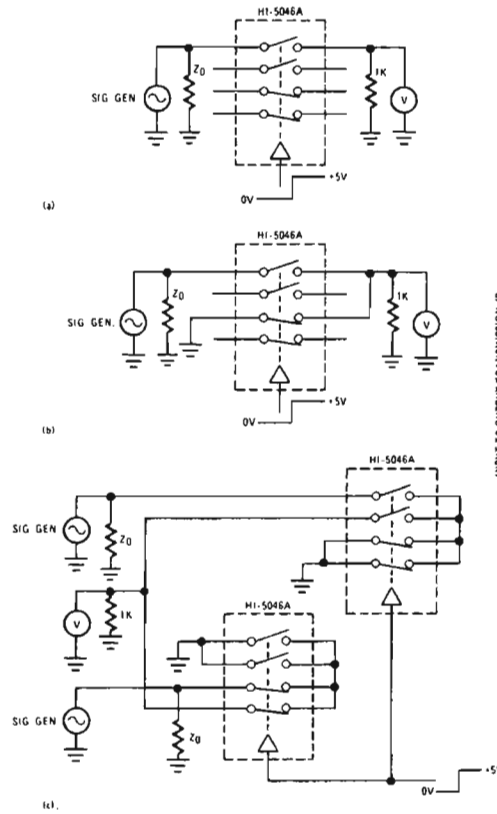 HI-5046A
SIG GEN
Z0
1K
V
+5V
0V
(a)
HI-5046A
SIG GEN.
Z0
1K
V
+5V
0V
(b)
HI-5046A
SIG GEN
Z0
V
1K
HI-5046A
SIG GEN
Z0
+5V
0V
(c).